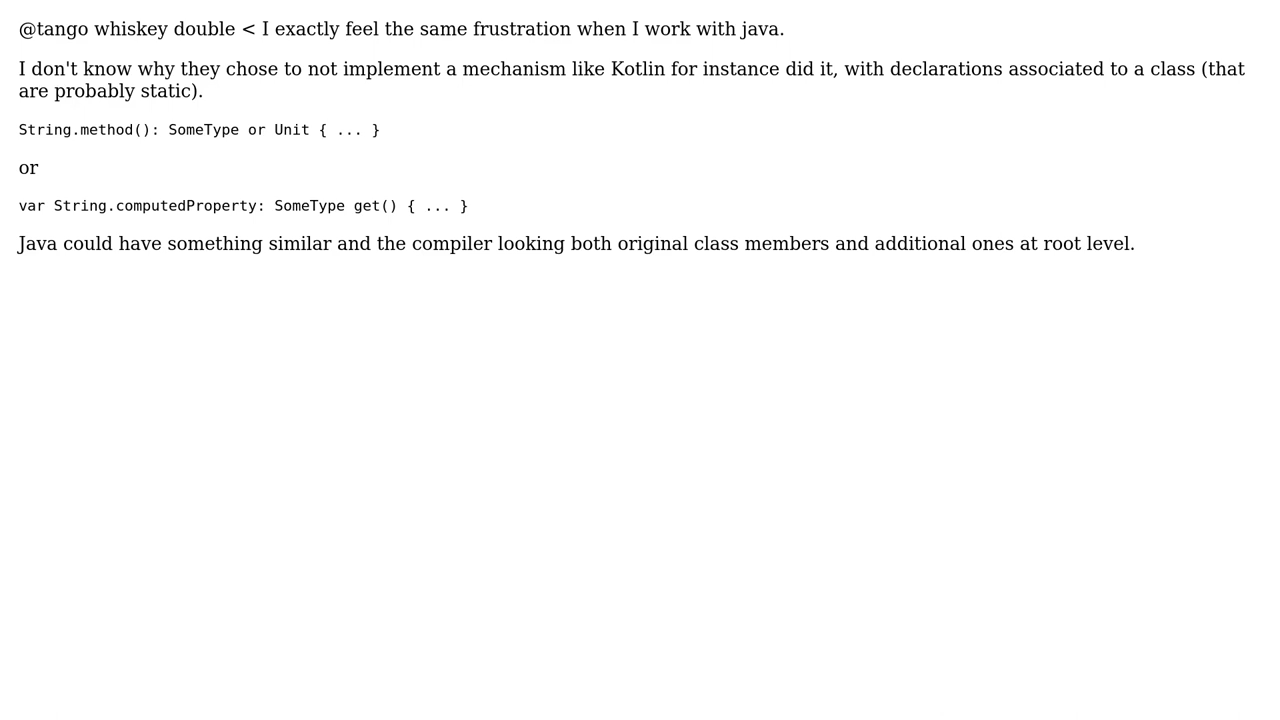 @tango whiskey double < I exactly feel the same frustration when I work with java.
I don't know why they chose to not implement a mechanism like Kotlin for instance did it, with declarations associated to a class (that
are probably static).
String.method(): SomeType or Unit { ... }
or
var String.computedProperty: SomeType get() { ... }
Java could have something similar and the compiler looking both original class members and additional ones at root level.